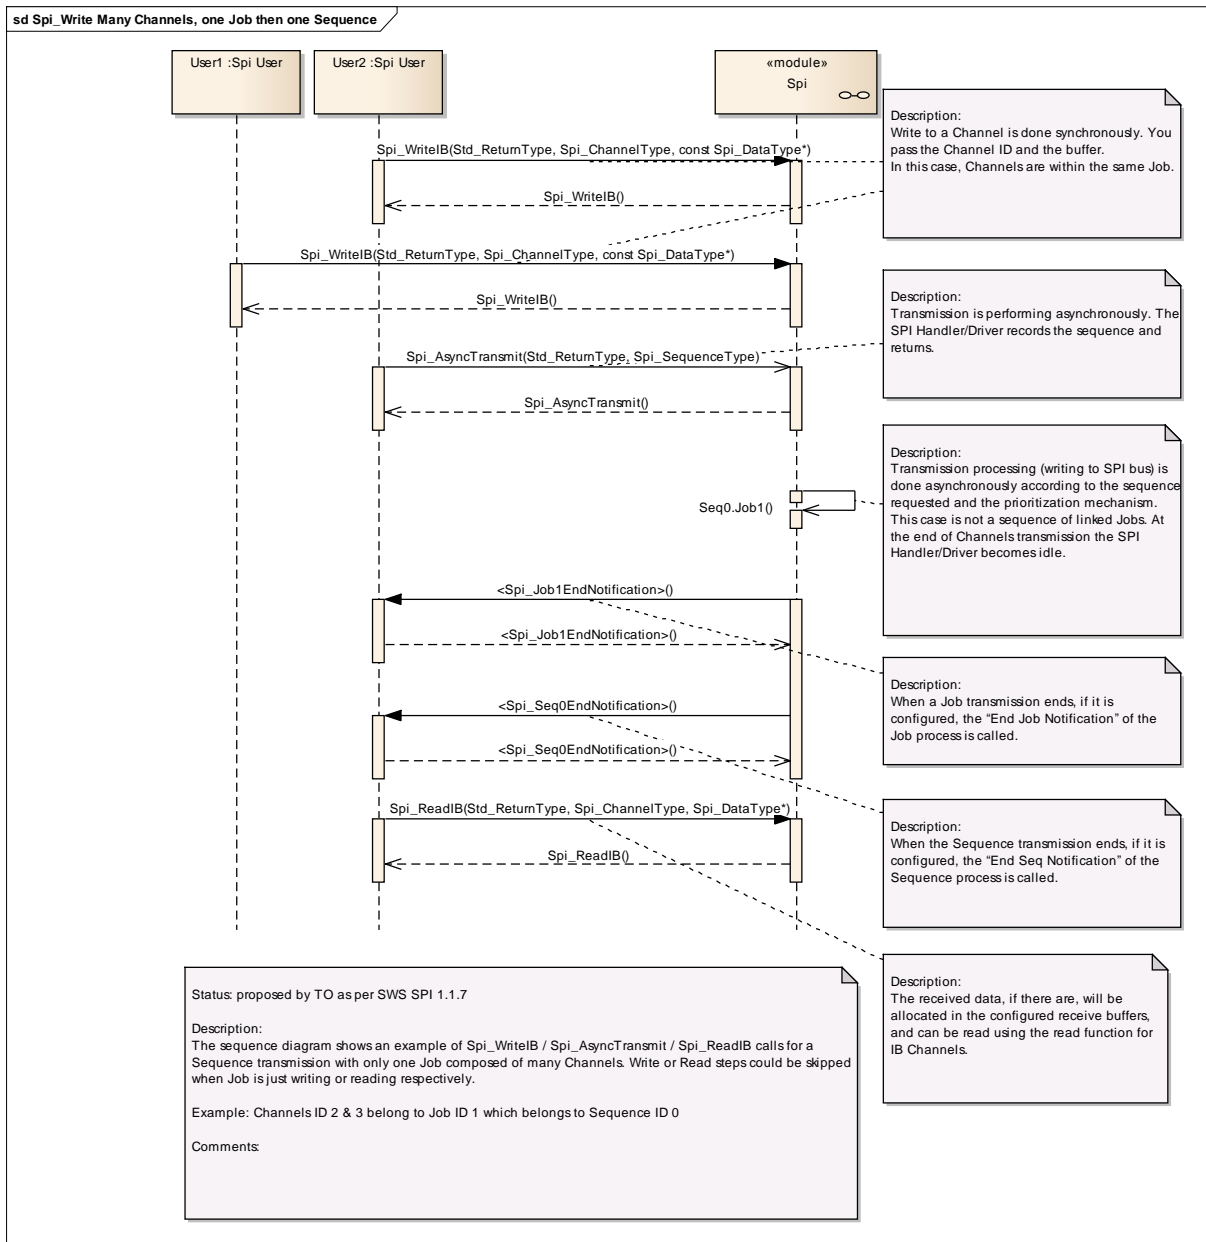 sd Spi_Write Many Channels, one Job then one Sequence
User1 :Spi User
User2 :Spi User
«module»
Spi
Description:
Write to a Channel is done synchronously. You
pass the Channel ID and the buffer.
In this case, Channels are within the same Job.
Spi_WriteIB(Std_ReturnType, Spi_ChannelType, const Spi_DataType*)
Spi_WriteIB()
Spi_WriteIB(Std_ReturnType, Spi_ChannelType, const Spi_DataType*)
Spi_WriteIB()
Description:
Transmission is performing asynchronously. The
SPI Handler/Driver records the sequence and
returns.
Spi_AsyncTransmit(Std_ReturnType, Spi_SequenceType)
Spi_AsyncTransmit()
Description:
Transmission processing (writing to SPI bus) is
done asynchronously according to the sequence
requested and the prioritization mechanism.
This case is not a sequence of linked Jobs. At
the end of Channels transmission the SPI
Handler/Driver becomes idle.
Seq0.Job1()
<Spi_Job1EndNotification>()
<Spi_Job1EndNotification>()
Description:
When a Job transmission ends, if it is
configured, the “End Job Notification” of the
Job process is called.
<Spi_Seq0EndNotification>()
<Spi_Seq0EndNotification>()
Spi_ReadIB(Std_ReturnType, Spi_ChannelType, Spi_DataType*)
Spi_ReadIB()
Description:
When the Sequence transmission ends, if it is
configured, the “End Seq Notification” of the
Sequence process is called.
Description:
The received data, if there are, will be
allocated in the configured receive buffers,
and can be read using the read function for
IB Channels.
Status: proposed by TO as per SWS SPI 1.1.7
Description:
The sequence diagram shows an example of Spi_WriteIB / Spi_AsyncTransmit / Spi_ReadIB calls for a
Sequence transmission with only one Job composed of many Channels. Write or Read steps could be skipped
when Job is just writing or reading respectively.
Example: Channels ID 2 & 3 belong to Job ID 1 which belongs to Sequence ID 0
Comments: